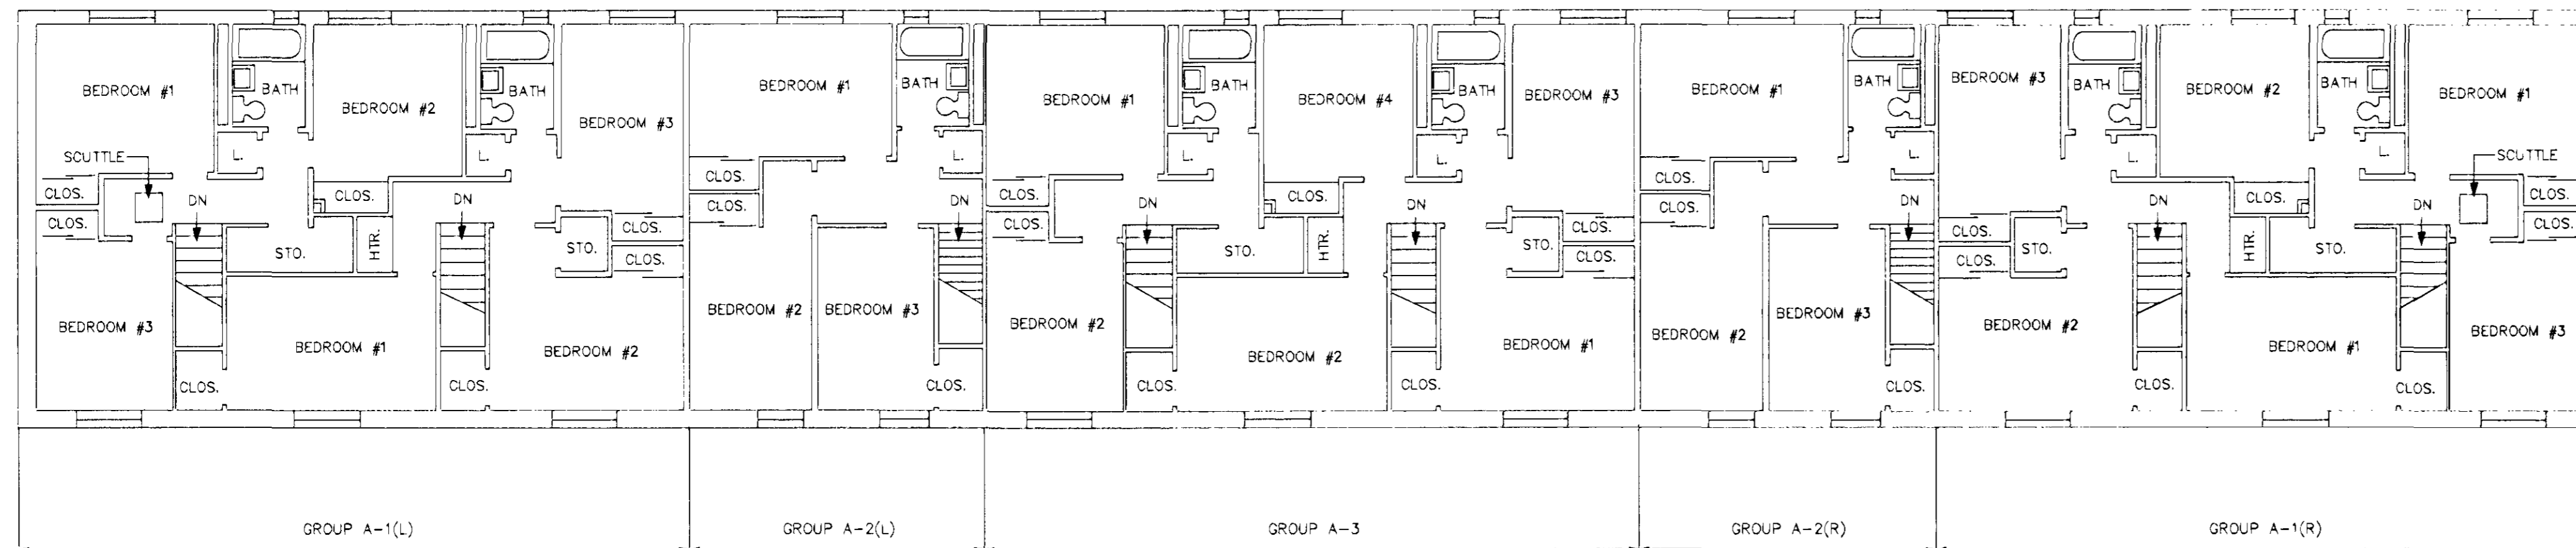 BEDROOM #1
BATH
BEDROOM #2
BATH
BEDROOM #3
BEDROOM #1
BATH
BEDROOM #1
BATH
BEDROOM #4
BATH
BEDROOM #3
BEDROOM #1
BATH
BEDROOM #3
BATH
BEDROOM #2
BATH
BEDROOM #1
SCUTTLE
L.
L.
L.
L.
L.
L.
L.
L.
SCUTTLE
CLOS.
CLOS.
DN
CLOS.
DN
CLOS.
CLOS.
DN
CLOS.
CLOS.
DN
CLOS.
DN
CLOS.
CLOS.
DN
CLOS.
DN
CLOS.
DN
CLOS.
CLOS.
STO.
HTR.
STO.
CLOS.
CLOS.
STO.
HTR.
STO.
CLOS.
CLOS.
CLOS.
CLOS.
STO.
HTR.
STO.
BEDROOM #3
BEDROOM #1
BEDROOM #2
BEDROOM #2
BEDROOM #3
BEDROOM #2
BEDROOM #2
BEDROOM #1
BEDROOM #2
BEDROOM #3
BEDROOM #2
BEDROOM #1
BEDROOM #3
CLOS.
CLOS.
CLOS.
CLOS.
CLOS.
CLOS.
CLOS.
CLOS.
GROUP A-1(L)
GROUP A-2(L)
GROUP A-3
GROUP A-2(R)
GROUP A-1(R)